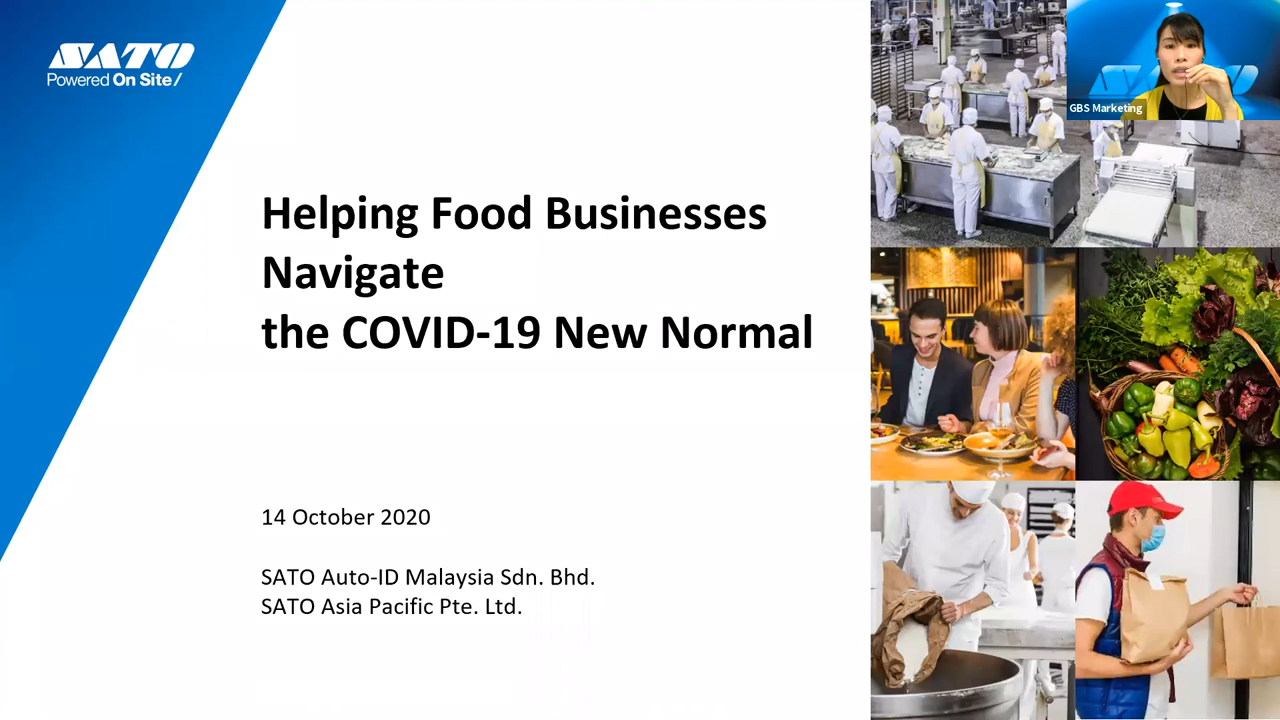 SATO
Powered On Site/
GBS Marketing
Helping Food Businesses
Navigate
the COVID-19 New Normal
14 October 2020
SATO Auto-ID Malaysia Sdn. Bhd.
SATO Asia Pacific Pte. Ltd.